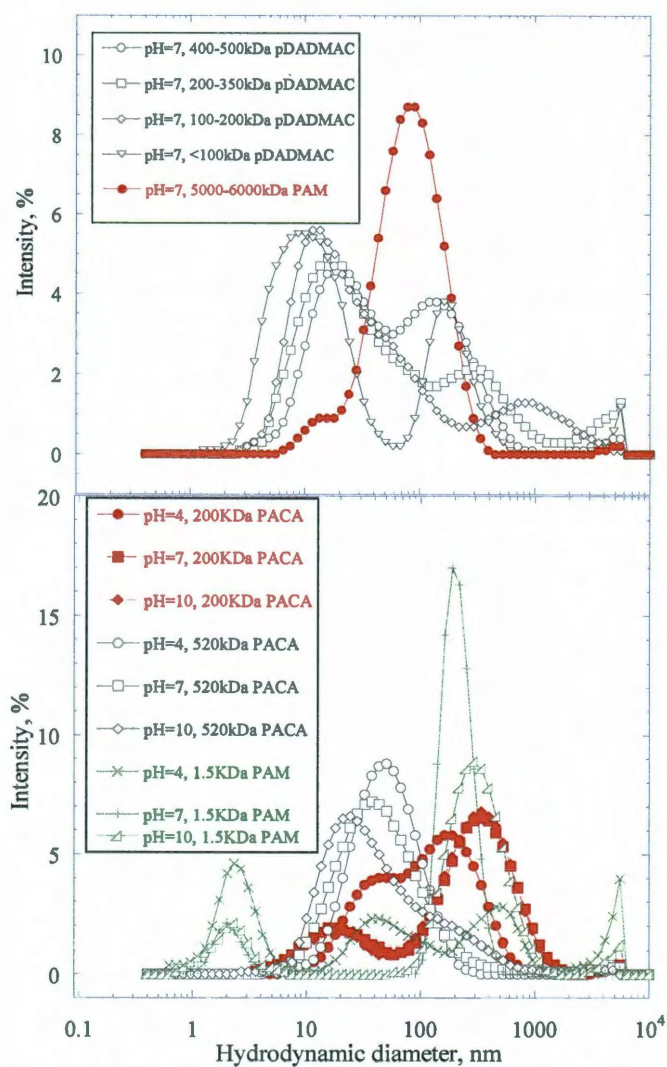 10
8
6
4
2
0
Intensity, %
pH=7, 400-500kDa pDADMAC
pH=7, 200-350kDa pDADMAC
pH=7, 100-200kDa pDADMAC
pH=7, <100kDa pDADMAC
pH=7, 5000-6000kDa PAM
20
15
10
5
0
Intensity, %
pH=4, 200KDa PACA
pH=7, 200KDa PACA
pH=10, 200KDa PACA
pH=4, 520kDa PACA
pH=7, 520kDa PACA
pH=10, 520kDa PACA
pH=4, 1.5KDa PAM
pH=7, 1.5KDa PAM
pH=10, 1.5KDa PAM
0.1 1 10 100 1000 10⁴
Hydrodynamic diameter, nm